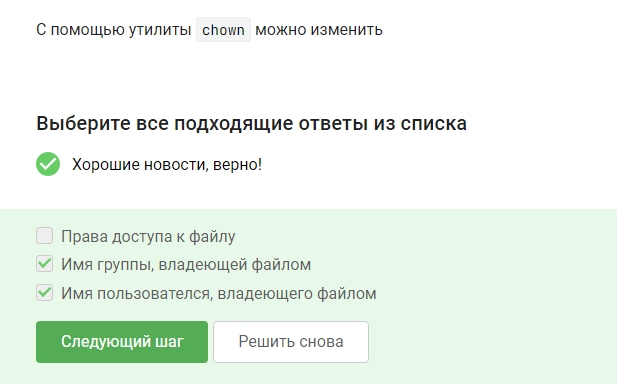 С помощью утилиты chown можно изменить
Выберите все подходящие ответы из списка
Хорошие новости, верно!
Права доступа к файлу
Имя группы, владеющей файлом
Имя пользователся, владеющего файлом
Следующий шаг
Решить снова